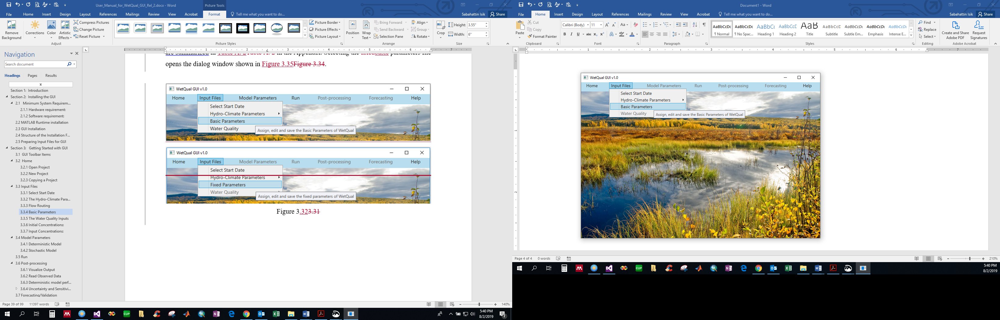 User_Manual_for_WetQual_GUI_Rel_2.docx - Word
Picture Tools
File Home Insert Design Layout References Mailings Review View Acrobat Format Tell me what you want to do...
Sabahattin Isik Share
Remove Background
Corrections
Color
Artistic Effects
Compress Pictures
Change Picture
Reset Picture
Adjust
Picture Styles
Picture Border
Picture Effects
Picture Layout
Position
Wrap Text
Bring Forward
Send Backward
Selection Pane
Align
Group
Rotate
Arrange
Crop
Height: 3.55"
Width: 6"
Size
Navigation
Search document
Headings Pages Results
Section 1: Introduction
Section 2: Installing the GUI
2.1 Minimum System Requirem...
2.1.1 Hardware requirement:
2.1.2 Software requirement:
2.2 MATLAB Runtime installation
2.3 GUI Installation
2.4 Structure of the Installation F...
2.5 Preparing Input Files for GUI
Section 3: Getting Started with GUI
3.1 GUI Toolbar Items
3.2 Home
3.2.1 Open Project
3.2.2 New Project
3.2.3 Copying a Project
3.3 Input Files
3.3.1 Select Start Date
3.3.2 The Hydro-Climate Para...
3.3.3 Flow Routing
3.3.4 Basic Parameters
3.3.5 The Water Quality Inputs
3.3.6 Initial Concentrations:
3.3.7 Input Concentrations:
3.4 Model Parameters
3.4.1 Deterministic Model
3.4.2 Stochastic Model
3.5 Run
3.6 Post-processing
3.6.1 Visualize Output
3.6.2 Read Observed Data
3.6.3 Deterministic model perf...
3.6.4 Uncertainty and Sensitivi...
3.7 Forecasting/Validation
Page 39 of 99 11397 words
140%
are summarized in Table A. 2Table A. 2 in the Appendix. Selecting the fixedbasic parameters file
opens the dialog window shown in Figure 3.35Figure 3.34.
WetQual GUI v1.0
Home Input Files Model Parameters Run Post-processing Forecasting Help
Select Start Date
Hydro-Climate Parameters
Basic Parameters
Water Quality
Assign, edit and save the Basic Parameters of WetQual
WetQual GUI v1.0
Home Input Files Model Parameters Run Post-processing Forecasting Help
Select Start Date
Hydro-Climate Parameters
Fixed Parameters
Water Quality
Assign, edit and save the fixed parameters of WetQual
Figure 3.323.31
CUP
5:40 PM
8/2/2019
2
Document1 - Word
File Home Insert Design Layout References Mailings Review View Acrobat Tell me what you want to do...
Sabahattin Isik Share
Paste
Cut
Copy
Format Painter
Clipboard
Calibri (Body) 11
Font
Paragraph
AaBbCcDc AaBbCcDc AaBbCc AaBbCcD AaB AaBbCcD AaBbCcDc AaBbCcDc AaBbCcDc
¶ Normal ¶ No Spac... Heading 1 Heading 2 Title Subtitle Subtle Em... Emphasis Intense E...
Styles
Find
Replace
Select
Editing
Create and Share Adobe PDF
Request Signatures
Adobe Acrobat
WetQual GUI v1.0
Home Input Files Model Parameters Run Post-processing Forecasting Help
Select Start Date
Hydro-Climate Parameters
Basic Parameters
Water Quality
Assign, edit and save the Basic Parameters of WetQual
Page 4 of 4 0 words
210%
CUP
5:40 PM
8/2/2019